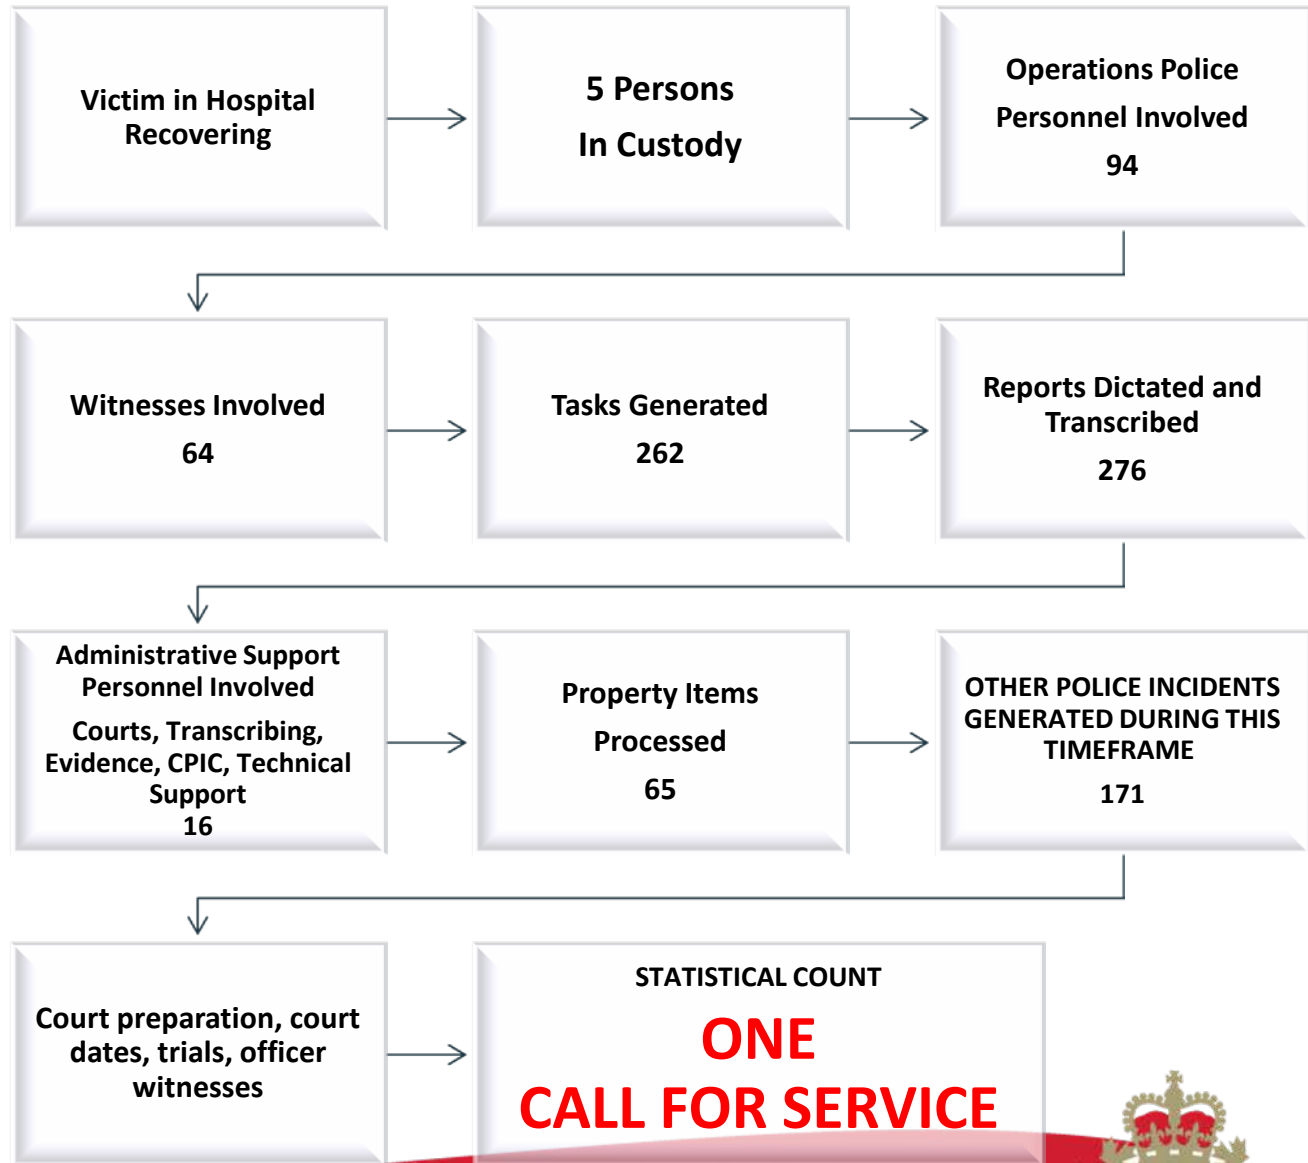 Victim in Hospital
Recovering
5 Persons
In Custody
Operations Police
Personnel Involved
94
Witnesses Involved
64
Tasks Generated
262
Reports Dictated and
Transcribed
276
Administrative Support
Personnel Involved
Courts, Transcribing,
Evidence, CPIC, Technical
Support
16
Property Items
Processed
65
OTHER POLICE INCIDENTS
GENERATED DURING THIS
TIMEFRAME
171
Court preparation, court
dates, trials, officer
witnesses
STATISTICAL COUNT
ONE
CALL FOR SERVICE